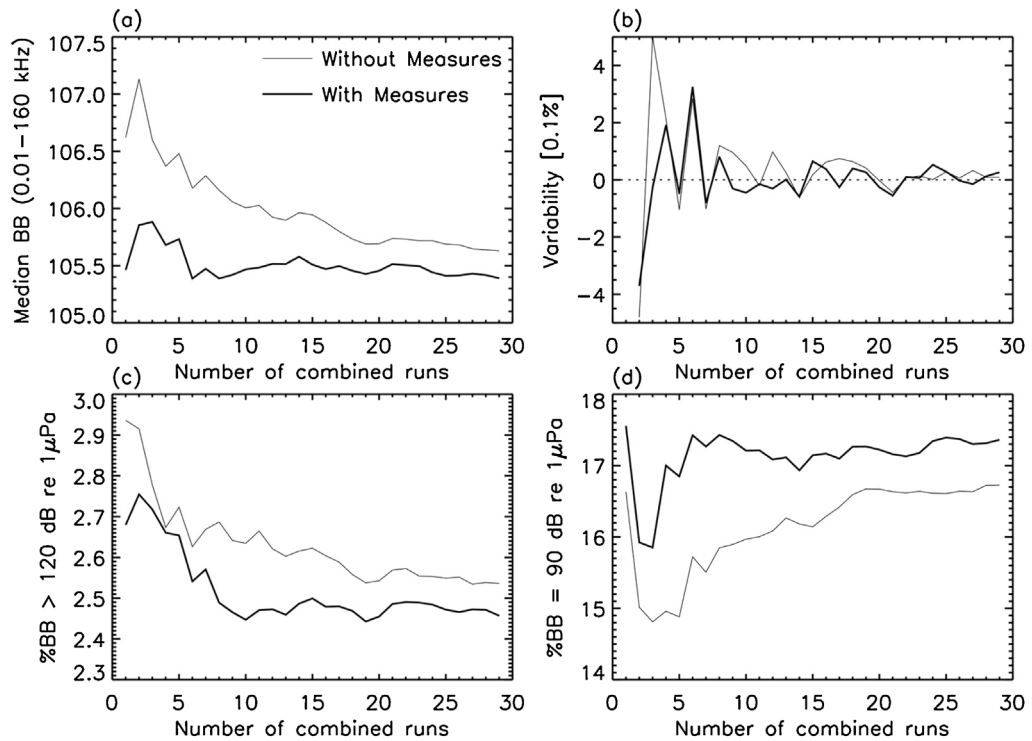 (a)
Median BB (0.01-160 kHz)
107.5
107.0
106.5
106.0
105.5
105.0
Without Measures
With Measures
0 5 10 15 20 25 30
Number of combined runs
(b)
Variability [0.1%]
4
2
0
-2
-4
0 5 10 15 20 25 30
Number of combined runs
(c)
%BB > 120 dB re 1μPa
3.0
2.9
2.8
2.7
2.6
2.5
2.4
2.3
0 5 10 15 20 25 30
Number of combined runs
(d)
%BB = 90 dB re 1μPa
18
17
16
15
14
0 5 10 15 20 25 30
Number of combined runs